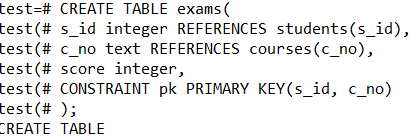 test=# CREATE TABLE exams(
test(# s_id integer REFERENCES students(s_id),
test(# c_no text REFERENCES courses(c_no),
test(# score integer,
test(# CONSTRAINT pk PRIMARY KEY(s_id, c_no)
test(# );
CREATE TABLE